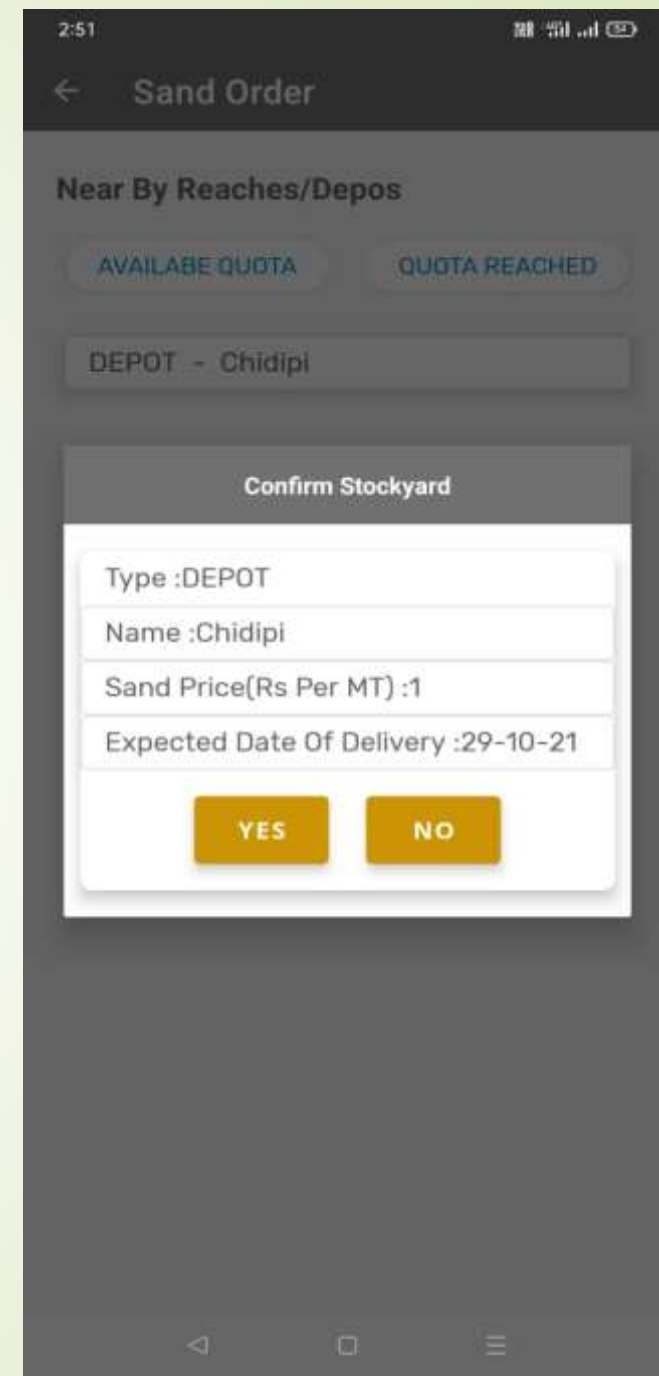 2:51
54
Sand Order
Near By Reaches/Depos
AVAILABE QUOTA
QUOTA REACHED
DEPOT - Chidipi
Confirm Stockyard
Type :DEPOT
Name :Chidipi
Sand Price(Rs Per MT) :1
Expected Date Of Delivery :29-10-21
YES
NO